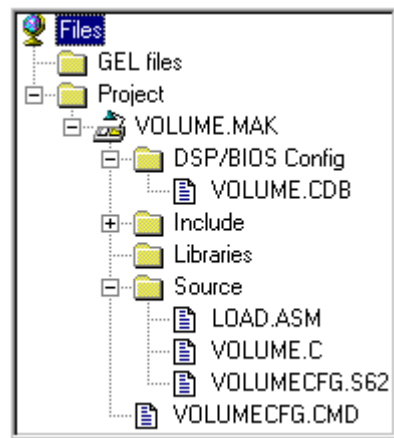 Files
GEL files
Project
VOLUME.MAK
DSP/BIOS Config
VOLUME.CDB
Include
Libraries
Source
LOAD.ASM
VOLUME.C
VOLUMECFG.S62
VOLUMECFG.CMD